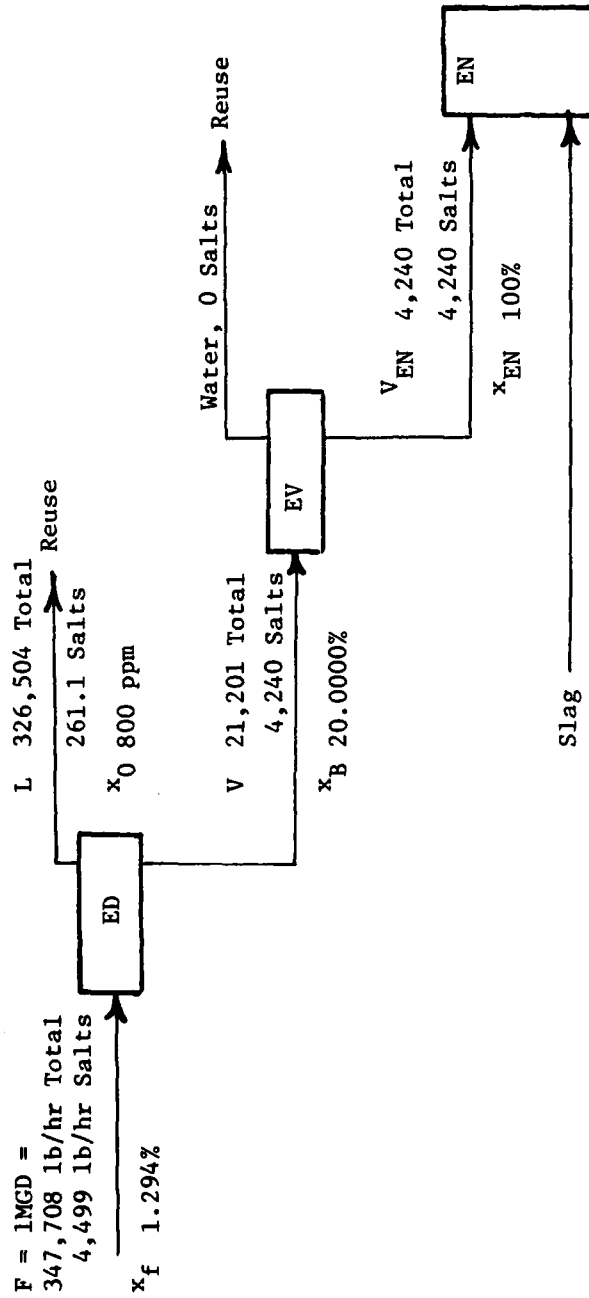 F = 1MGD =
347,708 lb/hr Total
4,499 lb/hr Salts
x_f 1.294%
ED
L 326,504 Total
261.1 Salts
x_O 800 ppm
Reuse
V 21,201 Total
4,240 Salts
x_B 20.0000%
EV
Water, 0 Salts
Reuse
V_EN 4,240 Total
4,240 Salts
x_EN 100%
EN
Slag